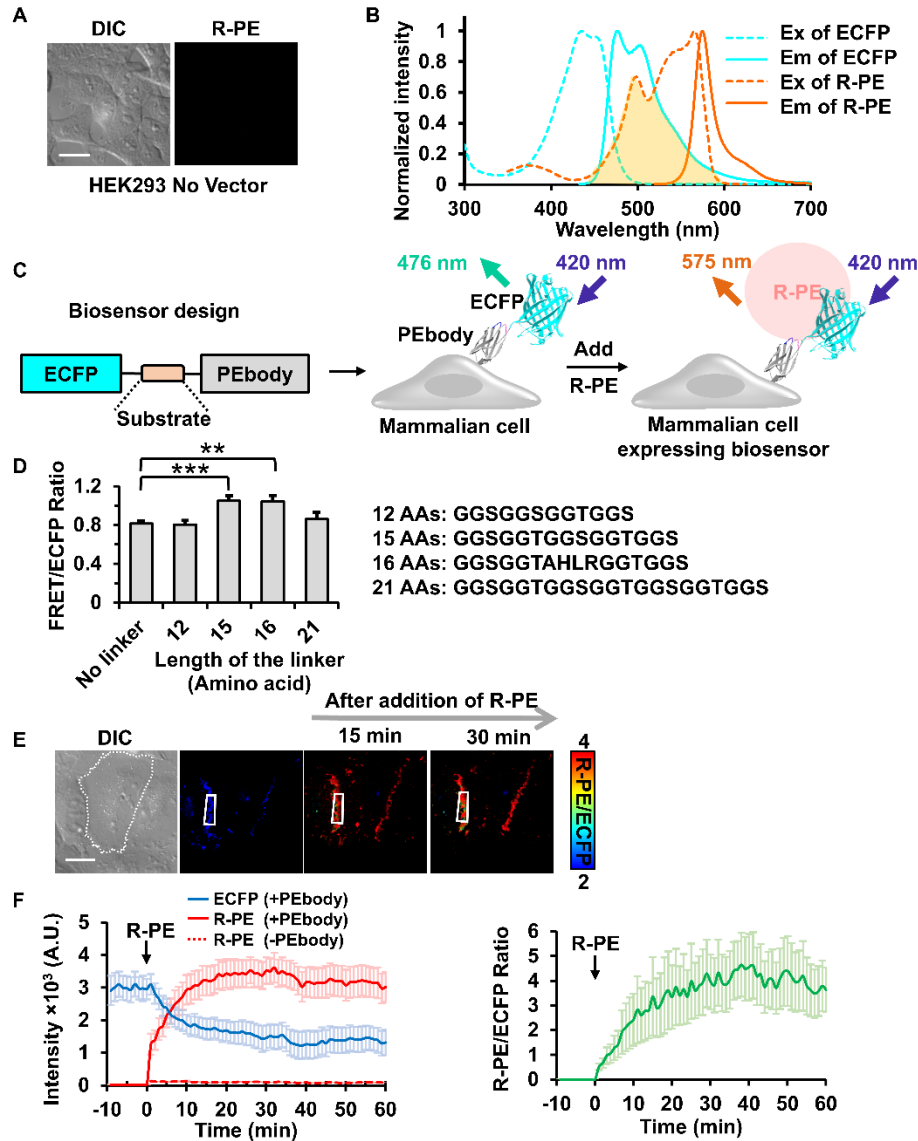 A
DIC
R-PE
HEK293 No Vector
B
Normalized intensity
1
0.8
0.6
0.4
0.2
0
300
400
500
600
700
Wavelength (nm)
Ex of ECFP
Em of ECFP
Ex of R-PE
Em of R-PE
C
Biosensor design
ECFP
PEbody
Substrate
476 nm
420 nm
ECFP
PEbody
Mammalian cell
Add
R-PE
575 nm
420 nm
R-PE
Mammalian cell
expressing biosensor
D
FRET/ECFP Ratio
1.2
0.8
0.4
0
**
***
No linker
12
15
16
21
Length of the linker
(Amino acid)
12 AAs: GGSGGSGGTGGS
15 AAs: GGSGGTGGSGGTGGS
16 AAs: GGSGGTAHLRGGTGGS
21 AAs: GGSGGTGGSGGTGGSGGTGGS
After addition of R-PE
E
DIC
15 min
30 min
4
R-PE/ECFP
2
F
ECFP (+PEbody)
R-PE (+PEbody)
R-PE (-PEbody)
R-PE
Intensity ×10³ (A.U.)
5
4
3
2
1
0
-10
0
10
20
30
40
50
60
Time (min)
R-PE
R-PE/ECFP Ratio
6
5
4
3
2
1
0
-10
0
10
20
30
40
50
60
Time (min)